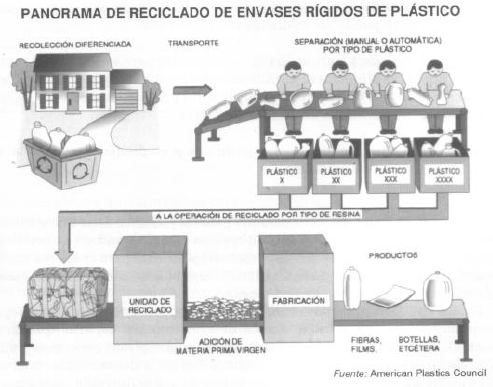 PANORAMA DE RECICLADO DE ENVASES RÍGIDOS DE PLÁSTICO
RECOLECCIÓN DIFERENCIADA
TRANSPORTE
SEPARACIÓN (MANUAL O AUTOMÁTICA)
POR TIPO DE PLÁSTICO
PLÁSTICO
X
PLÁSTICO
XX
PLÁSTICO
XXX
PLÁSTICO
XXXX
A LA OPERACIÓN DE RECICLADO POR TIPO DE RESINA
UNIDAD DE
RECICLADO
FABRICACIÓN
PRODUCTOS
ADICIÓN DE
MATERIA PRIMA VIRGEN
FIBRIAS,
FILMS,
BOTELLAS,
ETCÉTERA
Fuente: American Plastics Council